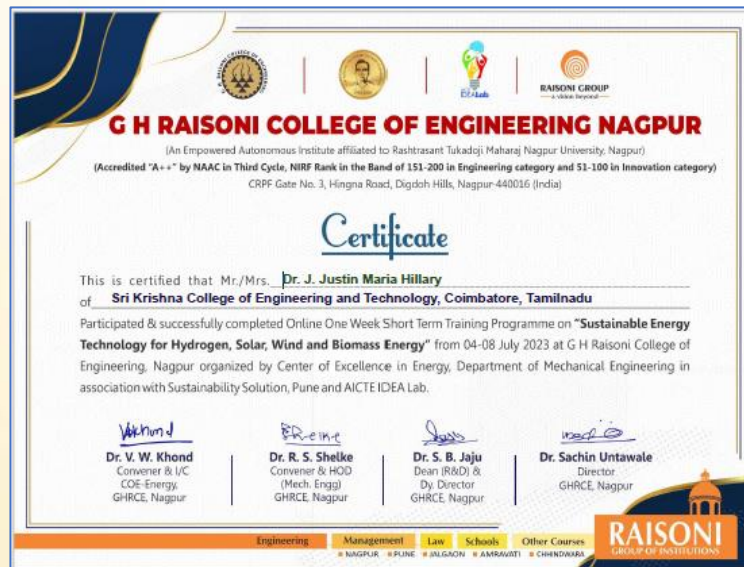 IDEA Lab
RAISONI GROUP
a vision beyond
G H RAISONI COLLEGE OF ENGINEERING NAGPUR
(An Empowered Autonomous Institute affiliated to Rashtrasant Tukadoji Maharaj Nagpur University, Nagpur)
(Accredited "A++" by NAAC in Third Cycle, NIRF Rank in the Band of 151-200 in Engineering category and 51-100 in Innovation category)
CRPF Gate No. 3, Hingna Road, Digdoh Hills, Nagpur-440016 (India)
Certificate
This is certified that Mr./Mrs. Dr. J. Justin Maria Hillary
of Sri Krishna College of Engineering and Technology, Coimbatore, Tamilnadu
Participated & successfully completed Online One Week Short Term Training Programme on "Sustainable Energy
Technology for Hydrogen, Solar, Wind and Biomass Energy" from 04-08 July 2023 at G H Raisoni College of
Engineering, Nagpur organized by Center of Excellence in Energy, Department of Mechanical Engineering in
association with Sustainability Solution, Pune and AICTE IDEA Lab.
Dr. V. W. Khond Dr. R. S. Shelke Dr. S. B. Jaju Dr. Sachin Untawale
Convener & I/C Convener & HOD Dean (R&D) & Director
COE-Energy, (Mech. Engg) Dy. Director GHRCE, Nagpur
GHRCE, Nagpur GHRCE, Nagpur GHRCE, Nagpur
Engineering Management Law Schools Other Courses
NAGPUR PUNE JALGAON AMRAVATI CHHINDWARA
RAISONI
GROUP OF INSTITUTIONS